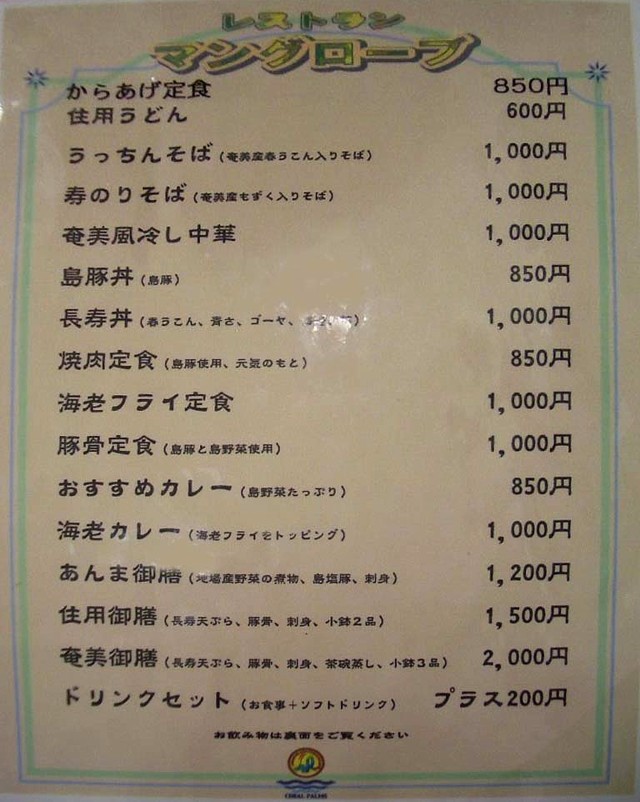 レストラン
マングローブ
からあげ定食 850円
住用うどん 600円
うっちんそば (奄美産春うこん入りそば) 1,000円
寿のりそば (奄美産もずく入りそば) 1,000円
奄美風冷し中華 1,000円
島豚丼 (島豚) 850円
長寿丼 (春うこん、青さ、ゴーヤ、 1,000円
焼肉定食 (島豚使用、元気のもと) 850円
海老フライ定食 1,000円
豚骨定食 (島豚と島野菜使用) 1,000円
おすすめカレー (島野菜たっぷり) 850円
海老カレー (海老フライをトッピング) 1,000円
あんま御膳 (地場産野菜の煮物、島塩豚、刺身) 1,200円
住用御膳 (長寿天ぷら、豚骨、刺身、小鉢2品) 1,500円
奄美御膳 (長寿天ぷら、豚骨、刺身、茶碗蒸し、小鉢3品) 2,000円
ドリンクセット (お食事+ソフトドリンク) プラス200円
お飲み物は裏面をご覧ください
CORAL PALMS